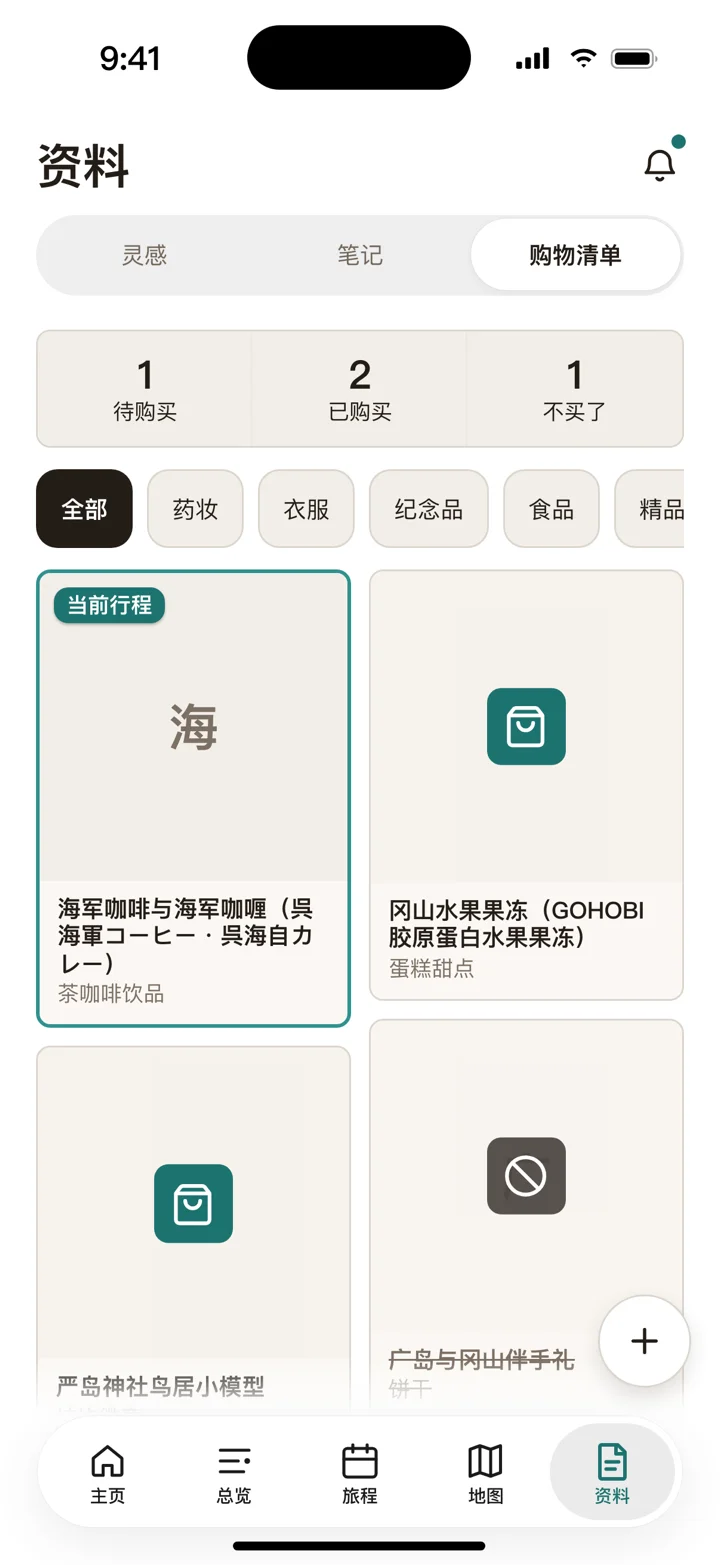 9:41
资料
灵感
笔记
购物清单
1
待购买
2
已购买
1
不买了
全部
药妆
衣服
纪念品
食品
精品
当前行程
海
海军咖啡与海军咖喱（呉
海軍コーヒー · 呉海自カ
レー）
茶咖啡饮品
冈山水果果冻（GOHOBI
胶原蛋白水果果冻）
蛋糕甜点
严岛神社鸟居小模型
广岛与冈山伴手礼
饼干
主页
总览
旅程
地图
资料